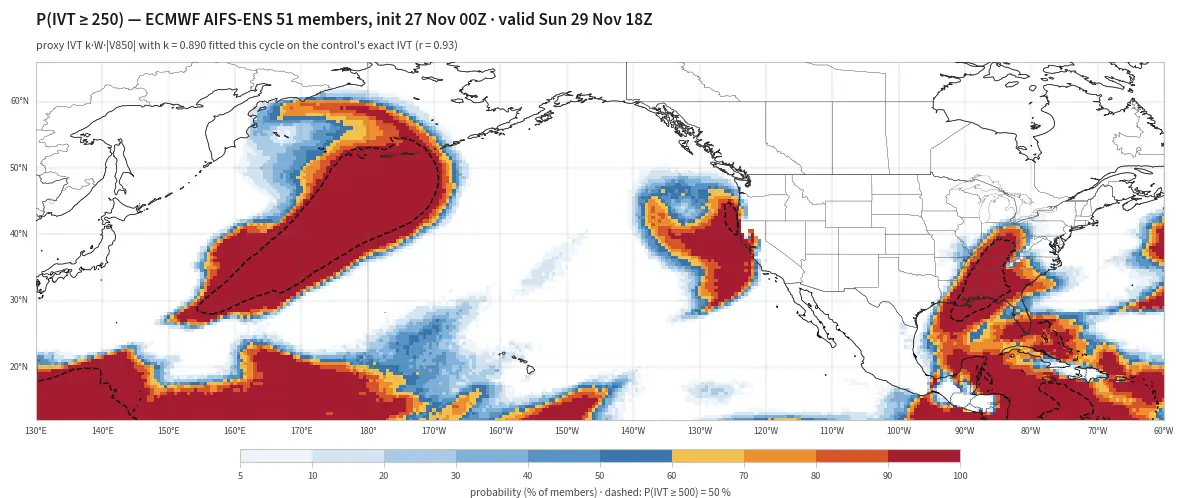 P(IVT ≥ 250) — ECMWF AIFS-ENS 51 members, init 27 Nov 00Z · valid Sun 29 Nov 18Z
proxy IVT k·W·|V850| with k = 0.890 fitted this cycle on the control's exact IVT (r = 0.93)
60°N
50°N
40°N
30°N
20°N
130°E 140°E 150°E 160°E 170°E 180° 170°W 160°W 150°W 140°W 130°W 120°W 110°W 100°W 90°W 80°W 70°W 60°W
5 10 20 30 40 50 60 70 80 90 100
probability (% of members) · dashed: P(IVT ≥ 500) = 50 %